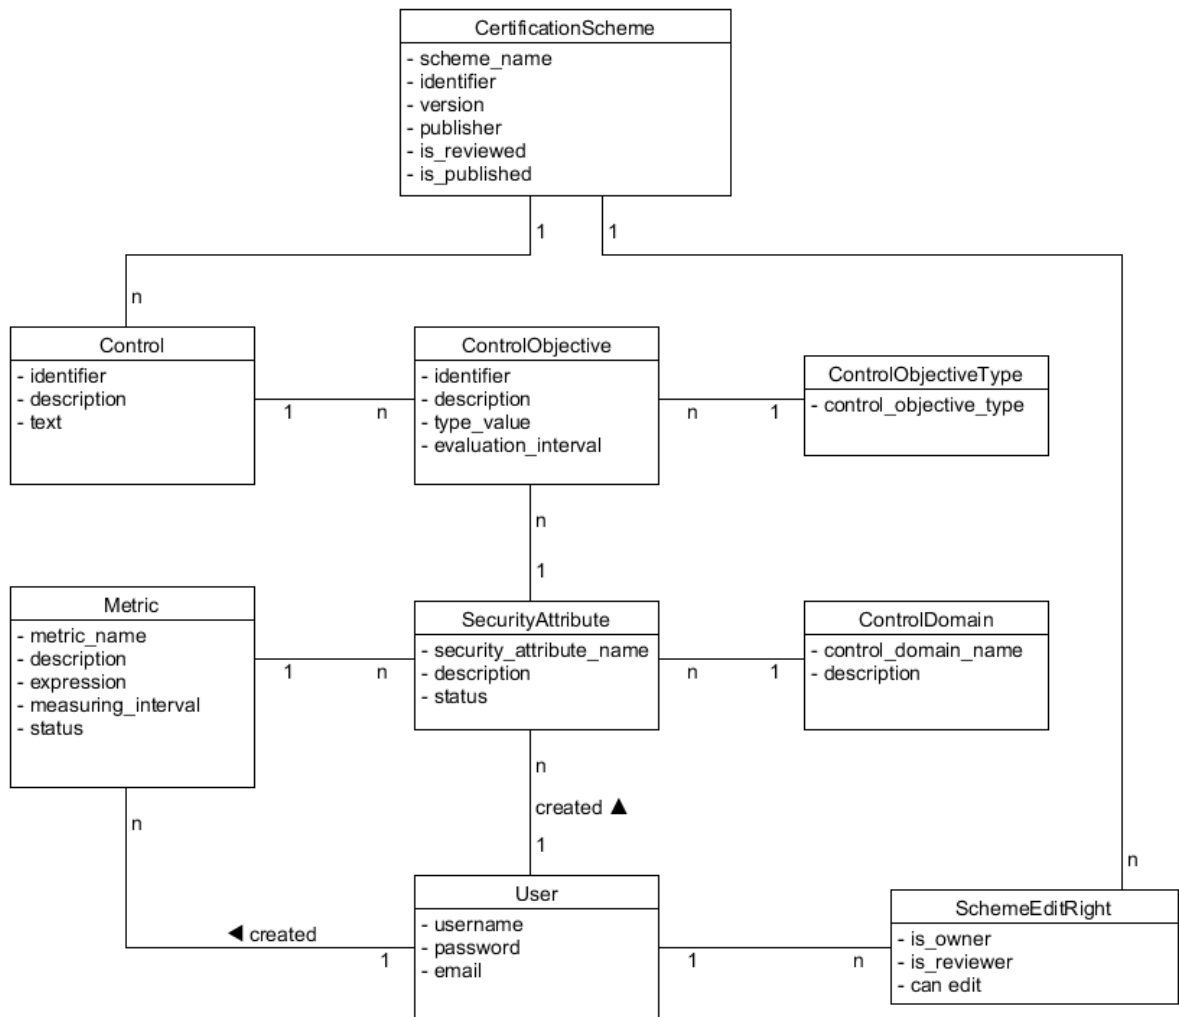 CertificationScheme
- scheme_name
- identifier
- version
- publisher
- is_reviewed
- is_published
1
1
n
Control
- identifier
- description
- text
1
n
ControlObjective
- identifier
- description
- type_value
- evaluation_interval
n
1
ControlObjectiveType
- control_objective_type
n
1
Metric
- metric_name
- description
- expression
- measuring_interval
- status
1
n
SecurityAttribute
- security_attribute_name
- description
- status
n
1
ControlDomain
- control_domain_name
- description
n
n
created ▲
1
n
◀ created
1
User
- username
- password
- email
1
n
SchemeEditRight
- is_owner
- is_reviewer
- can edit